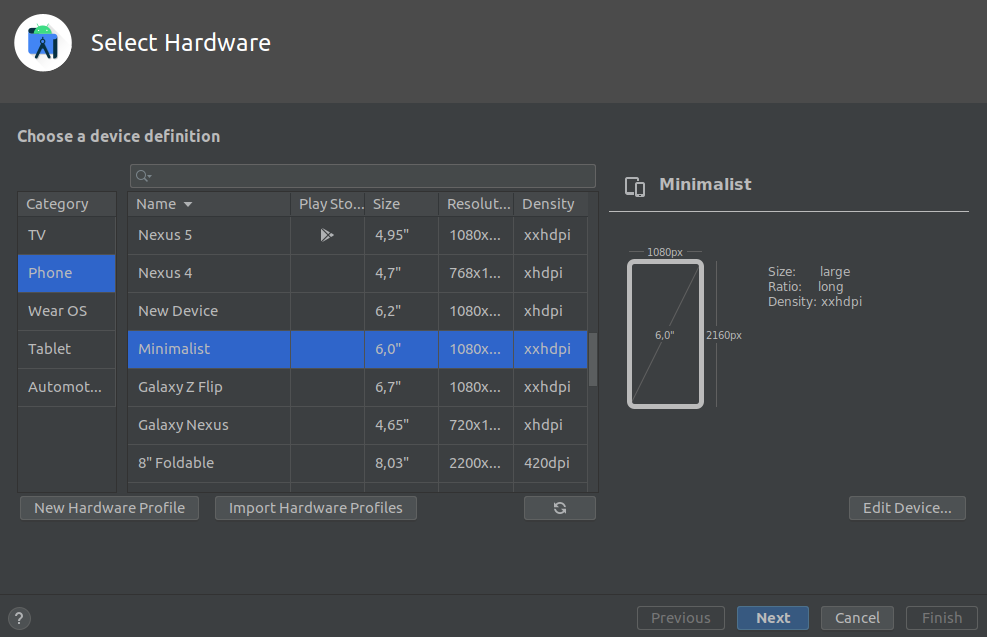 Select Hardware
Choose a device definition
Category
Name Play Sto... Size Resolut... Density
TV
Phone
Wear OS
Tablet
Automot...
Nexus 5 4,95" 1080x... xxhdpi
Nexus 4 4,7" 768x1... xhdpi
New Device 6,2" 1080x... xhdpi
Minimalist 6,0" 1080x... xxhdpi
Galaxy Z Flip 6,7" 1080x... xxhdpi
Galaxy Nexus 4,65" 720x1... xhdpi
8" Foldable 8,03" 2200x... 420dpi
New Hardware Profile
Import Hardware Profiles
Minimalist
1080px
6,0"
2160px
Size: large
Ratio: long
Density: xxhdpi
Edit Device...
?
Previous
Next
Cancel
Finish